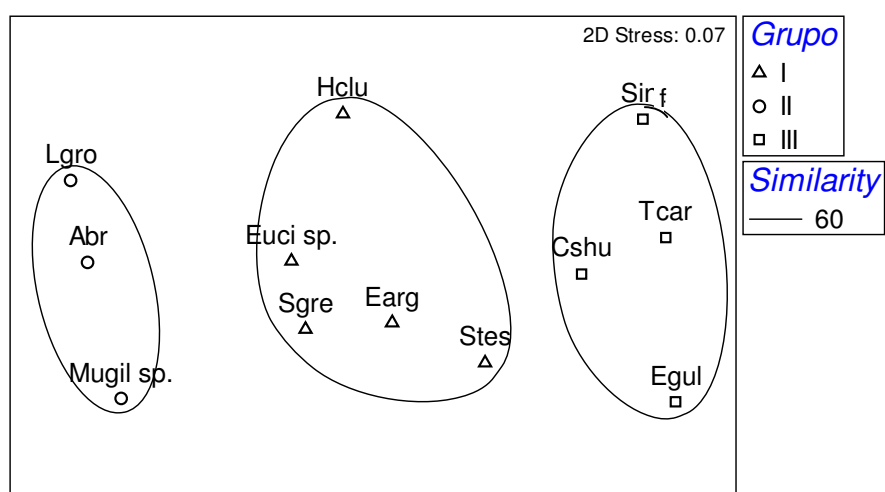 2D Stress: 0.07
Grupo
I
II
III
Similarity
60
Hclu
Lgro
Abr
Euci sp.
Sgre
Earg
Stes
Mugil sp.
Tcar
Cshu
Egul